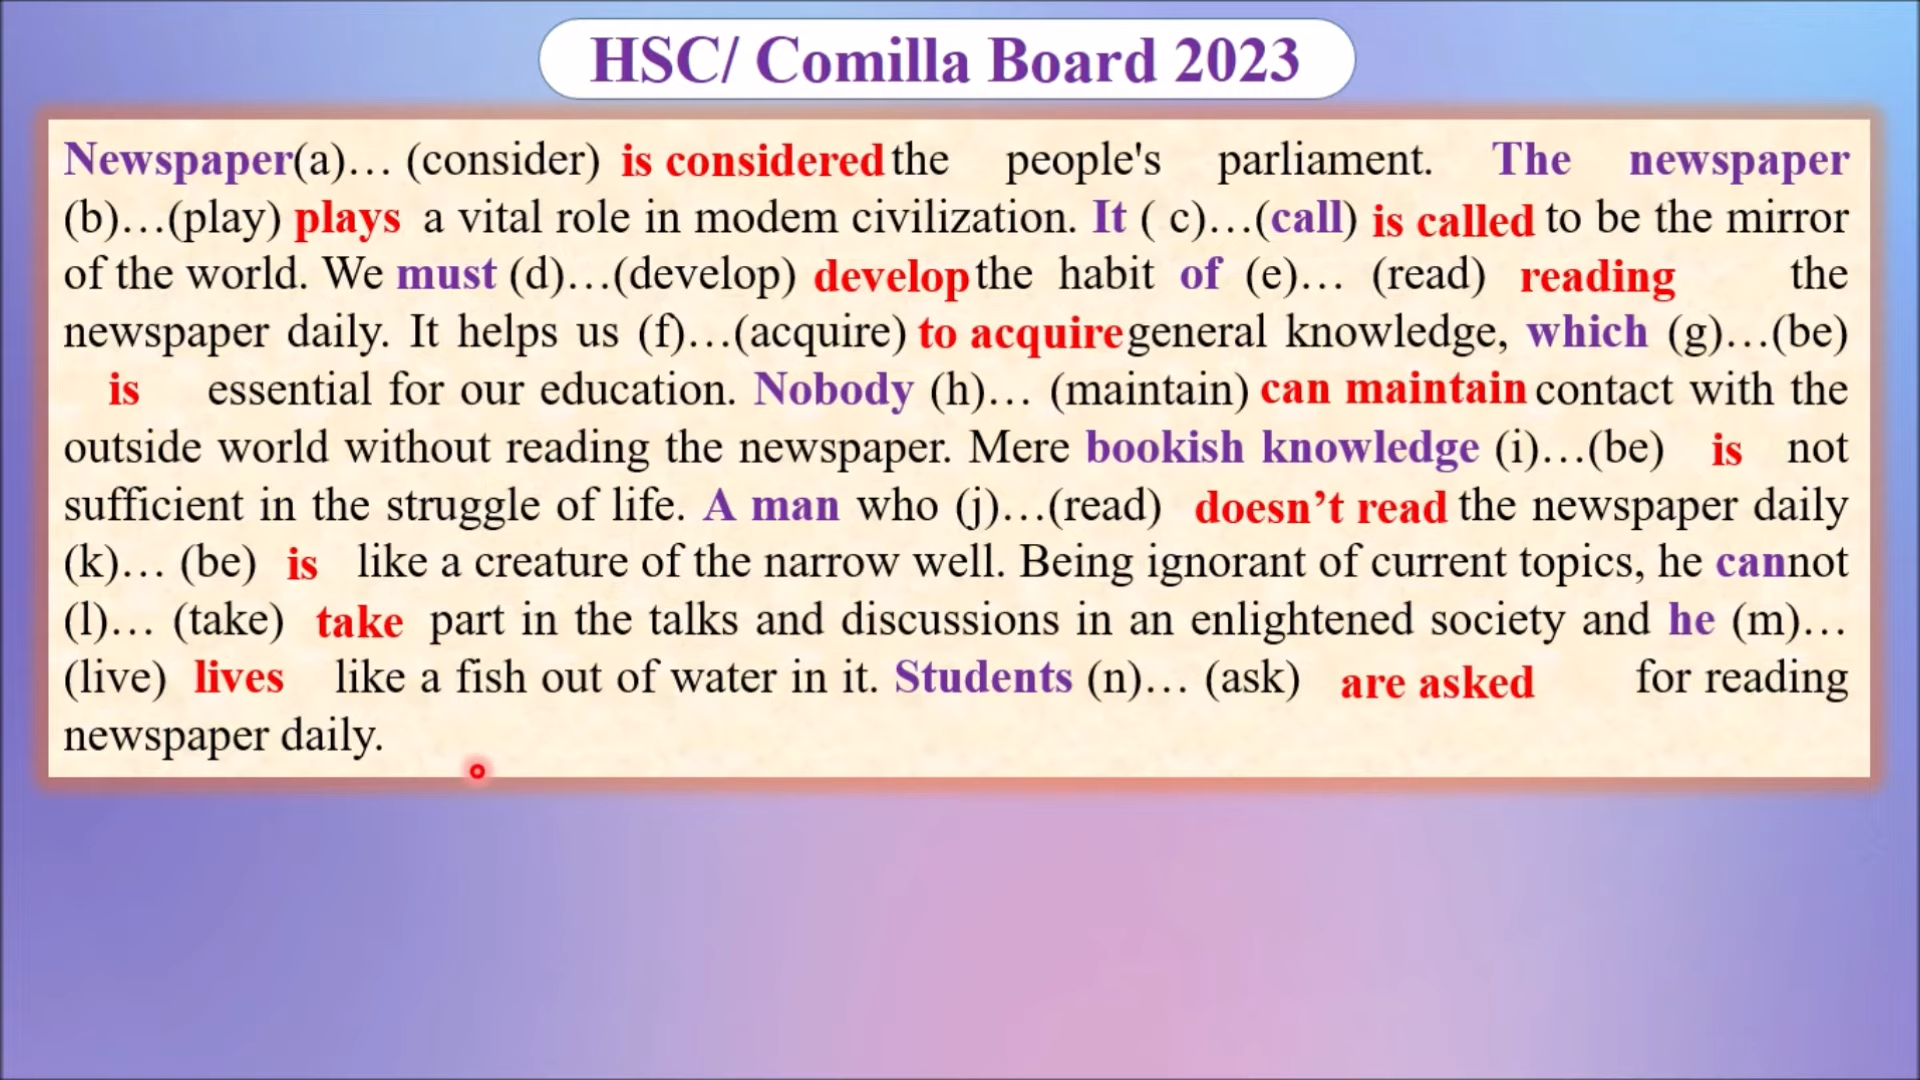 HSC/ Comilla Board 2023
Newspaper(a)… (consider) is considered the people's parliament. The newspaper
(b)…(play) plays a vital role in modem civilization. It ( c)…(call) is called to be the mirror
of the world. We must (d)…(develop) develop the habit of (e)… (read) reading the
newspaper daily. It helps us (f)…(acquire) to acquire general knowledge, which (g)…(be)
is essential for our education. Nobody (h)… (maintain) can maintain contact with the
outside world without reading the newspaper. Mere bookish knowledge (i)…(be) is not
sufficient in the struggle of life. A man who (j)…(read) doesn’t read the newspaper daily
(k)… (be) is like a creature of the narrow well. Being ignorant of current topics, he cannot
(l)… (take) take part in the talks and discussions in an enlightened society and he (m)…
(live) lives like a fish out of water in it. Students (n)… (ask) are asked for reading
newspaper daily.